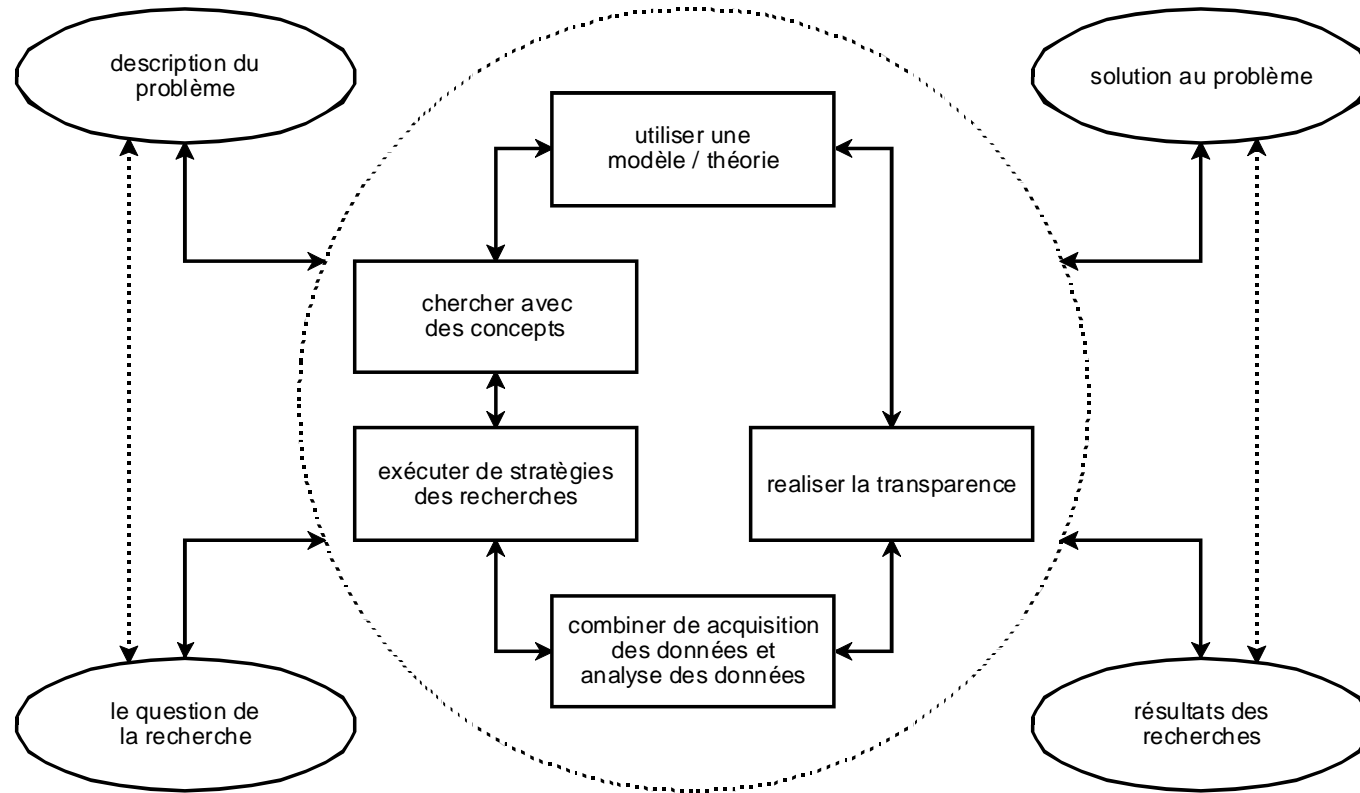 description du
problème
solution au problème
utiliser une
modèle / théorie
chercher avec
des concepts
exécuter de stratègies
des recherches
realiser la transparence
combiner de acquisition
des données et
analyse des données
le question de
la recherche
résultats des
recherches